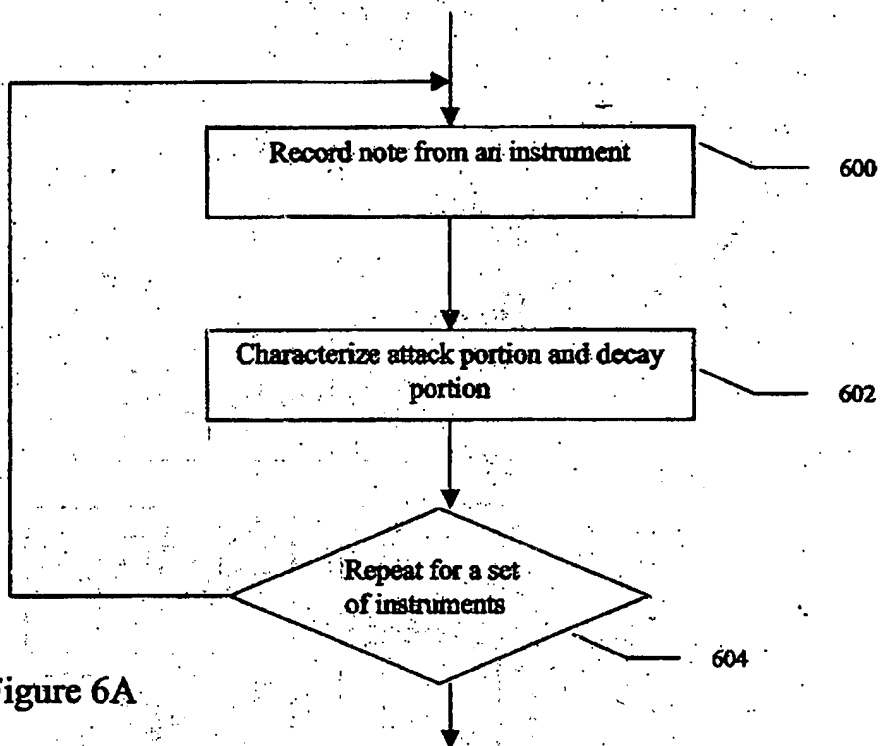 Record note from an instrument
600
Characterize attack portion and decay
portion
602
Repeat for a set
of instruments
604
igure 6A